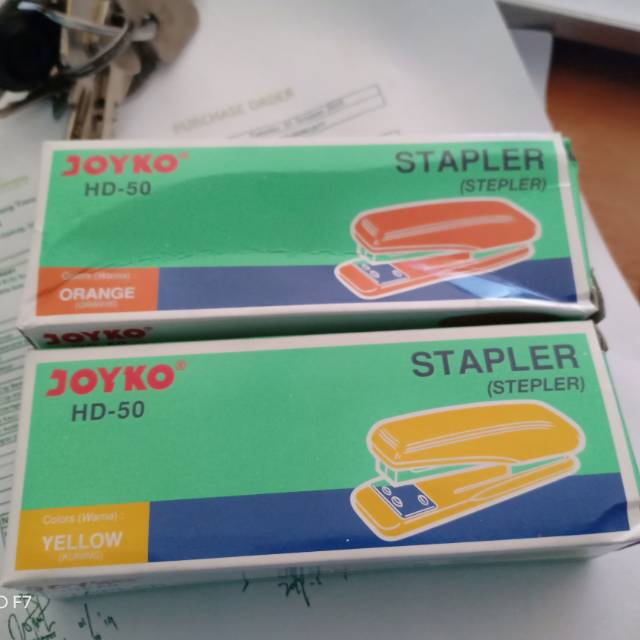 PURCHASE ORDER
JOYKO®
HD-50
STAPLER
(STEPLER)
Colors (Warna) :
ORANGE
JOYKO
JOYKO®
HD-50
STAPLER
(STEPLER)
Colors (Warna) :
YELLOW
(KUNING)
F7